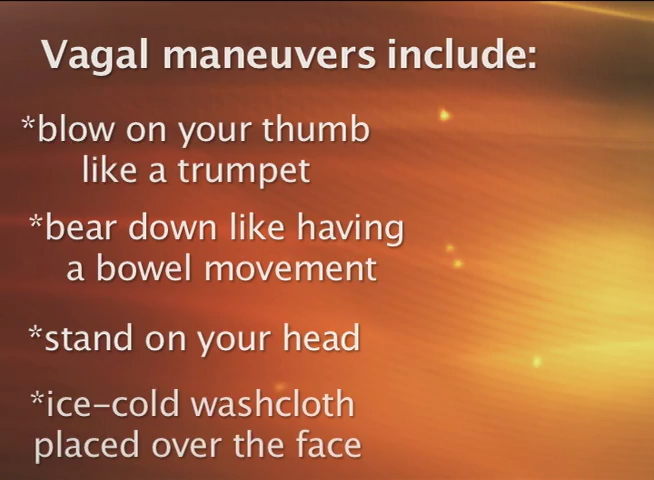 Vagal maneuvers include:
*blow on your thumb
like a trumpet
*bear down like having
a bowel movement
*stand on your head
*ice-cold washcloth
placed over the face